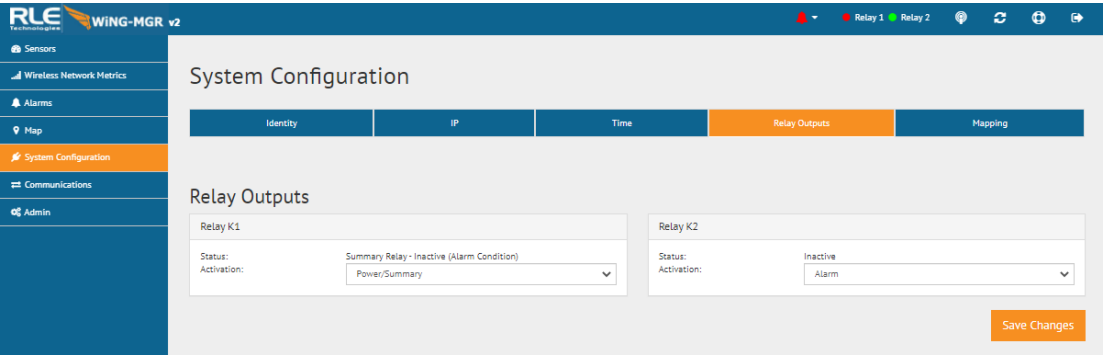 RLE WiNG-MGR v2
Technologies
Relay 1 Relay 2
Sensors
Wireless Network Metrics
Alarms
Map
System Configuration
Communications
Admin
System Configuration
Identity IP Time Relay Outputs Mapping
Relay Outputs
Relay K1
Status: Summary Relay - Inactive (Alarm Condition)
Activation: Power/Summary
Relay K2
Status: Inactive
Activation: Alarm
Save Changes